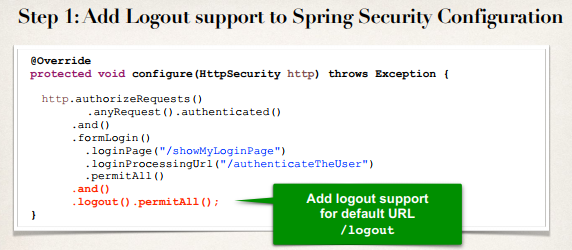 Step 1: Add Logout support to Spring Security Configuration
@Override
protected void configure(HttpSecurity http) throws Exception {
http.authorizeRequests()
.anyRequest().authenticated()
.and()
.formLogin()
.loginPage("/showMyLoginPage")
.loginProcessingUrl("/authenticateTheUser")
.permitAll()
.and()
.logout().permitAll();
}
Add logout support
for default URL
/logout